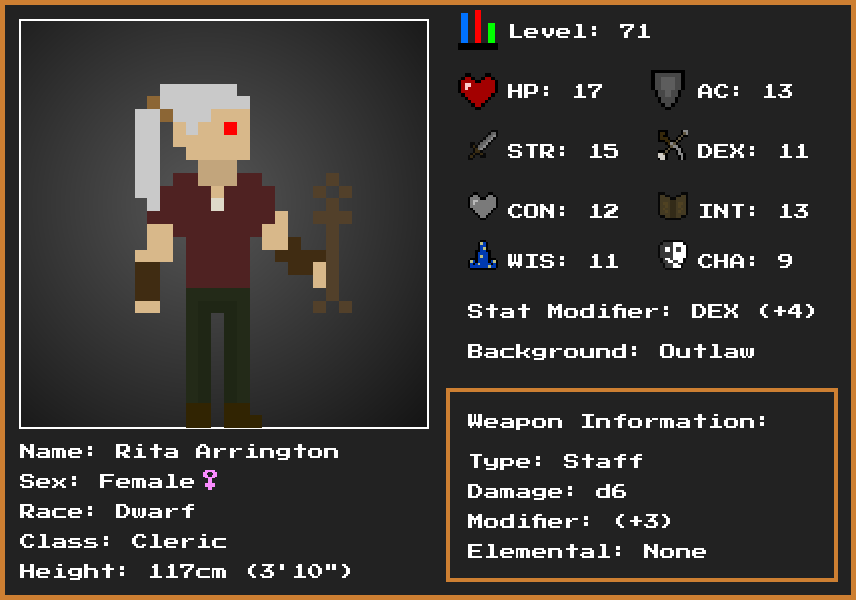 Level: 71
HP: 17
AC: 13
STR: 15
DEX: 11
CON: 12
INT: 13
WIS: 11
CHA: 9
Stat Modifier: DEX (+4)
Background: Outlaw
Weapon Information:
Type: Staff
Damage: d6
Modifier: (+3)
Elemental: None
Name: Rita Arrington
Sex: Female♀
Race: Dwarf
Class: Cleric
Height: 117cm (3'10")